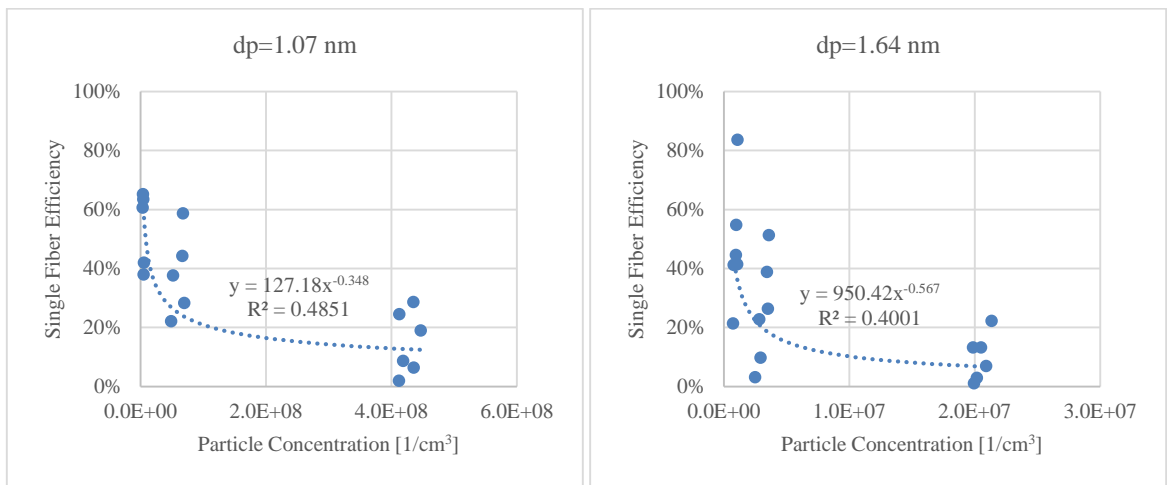 dp=1.07 nm
100%
80%
60%
40%
20%
0%
0.0E+00
2.0E+08
4.0E+08
6.0E+08
Single Fiber Efficiency
Particle Concentration [1/cm³]
y = 127.18x^-0.348
R² = 0.4851
dp=1.64 nm
100%
80%
60%
40%
20%
0%
0.0E+00
1.0E+07
2.0E+07
3.0E+07
Single Fiber Efficiency
Particle Concentration [1/cm³]
y = 950.42x^-0.567
R² = 0.4001